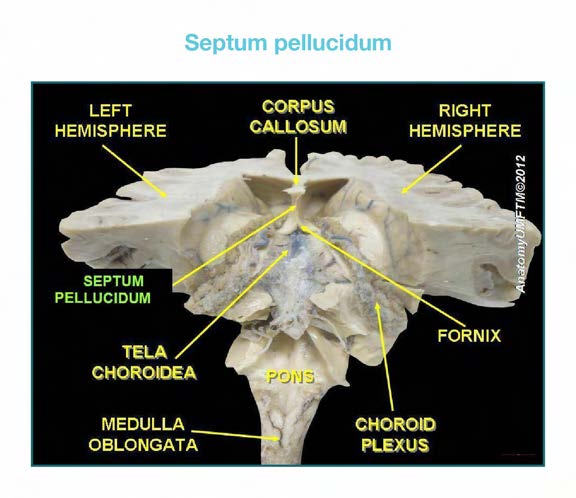 Septum pellucidum
LEFT
HEMISPHERE
CORPUS
CALLOSUM
RIGHT
HEMISPHERE
AnatomyUMFTM©2012
SEPTUM
PELLUCIDUM
FORNIX
TELA
CHOROIDEA
PONS
MEDULLA
OBLONGATA
CHOROID
PLEXUS